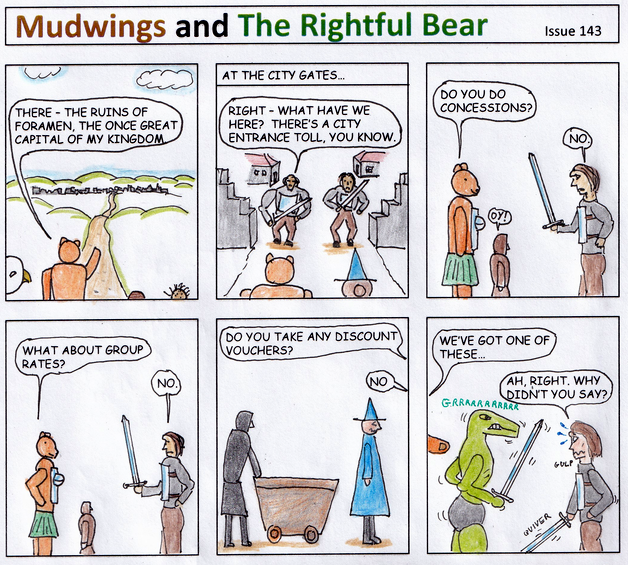 Mudwings and The Rightful Bear
Issue 143
THERE - THE RUINS OF
FORAMEN, THE ONCE GREAT
CAPITAL OF MY KINGDOM
AT THE CITY GATES...
RIGHT - WHAT HAVE WE
HERE? THERE'S A CITY
ENTRANCE TOLL, YOU KNOW.
DO YOU DO
CONCESSIONS?
OY!
NO.
WHAT ABOUT GROUP
RATES?
NO.
DO YOU TAKE ANY DISCOUNT
VOUCHERS?
NO
WE'VE GOT ONE OF
THESE...
AH, RIGHT. WHY
DIDN'T YOU SAY?
GRRRRRRRRRRR
GULP
QUIVER